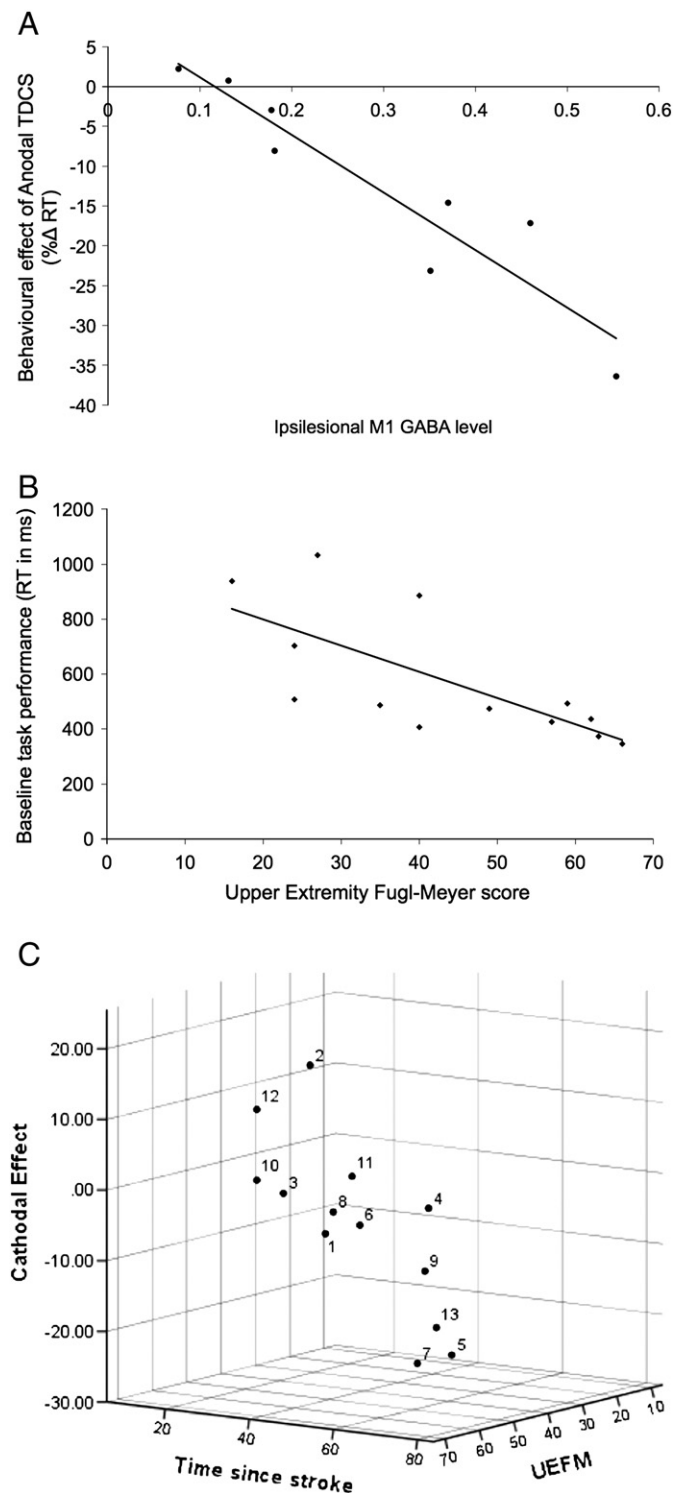 A
5
0
0 0.1 0.2 0.3 0.4 0.5 0.6
-5
-10
-15
-20
-25
-30
-35
-40
Behavioural effect of Anodal TDCS
(%Δ RT)
Ipsilesional M1 GABA level
B
1200
1000
800
600
400
200
0
0 10 20 30 40 50 60 70
Baseline task performance (RT in ms)
Upper Extremity Fugl-Meyer score
C
20.00
10.00
.00
-10.00
-20.00
-30.00
Cathodal Effect
2
12
10
3
11
8
6
1
4
9
13
7
5
20 40 60 80
Time since stroke
70 60 50 40 30 20 10
UEFM